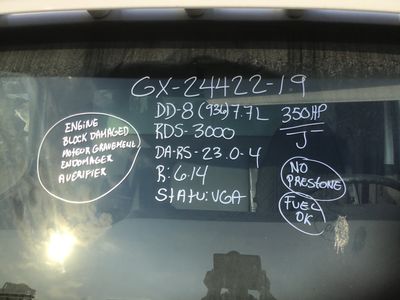 GX-24422-19
DD-8 (936) 7.7L 350HP
RDS-3000 J
DA-RS-23.0-4
R: 6.14
Statu: VGA
ENGINE
BLOCK DAMAGED
MOTEUR GRAVEMENT
ENDOMAGER
A VERIFIER
NO
PRESTONE
FUEL
OK